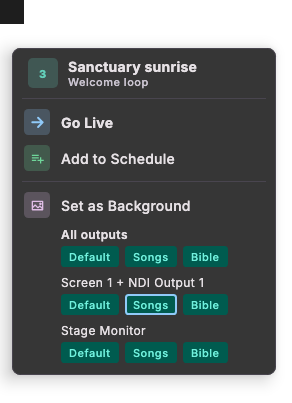 3
Sanctuary sunrise
Welcome loop
Go Live
Add to Schedule
Set as Background
All outputs
Default Songs Bible
Screen 1 + NDI Output 1
Default Songs Bible
Stage Monitor
Default Songs Bible